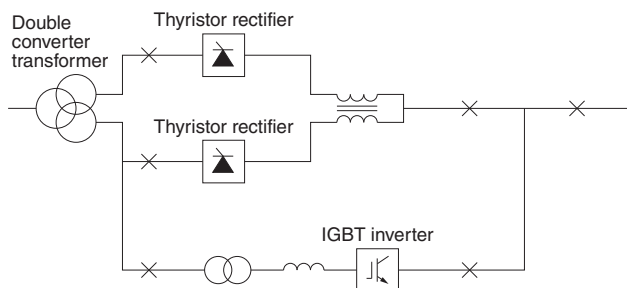 Double
converter
transformer
Thyristor rectifier
Thyristor rectifier
IGBT inverter